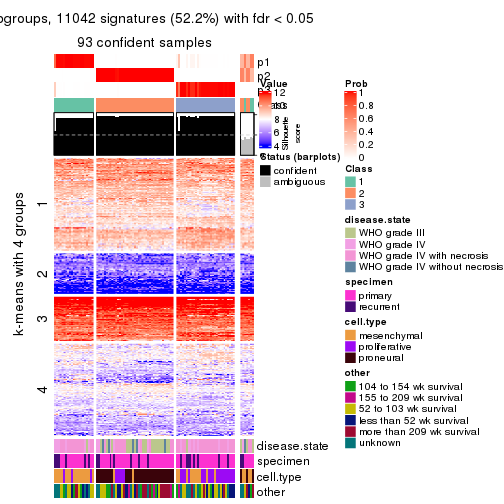 ogroups, 11042 signatures (52.2%) with fdr < 0.05
93 confident samples
p1
p2
p3
Class
k-means with 4 groups
1
2
3
4
Value
12
10
8
6
4
Silhouette
score
Status (barplots)
confident
ambiguous
Prob
1
0.8
0.6
0.4
0.2
0
Class
1
2
3
disease.state
WHO grade III
WHO grade IV
WHO grade IV with necrosis
WHO grade IV without necrosis
specimen
primary
recurrent
cell.type
mesenchymal
proliferative
proneural
other
104 to 154 wk survival
155 to 209 wk survival
52 to 103 wk survival
less than 52 wk survival
more than 209 wk survival
unknown
disease.state
specimen
cell.type
other